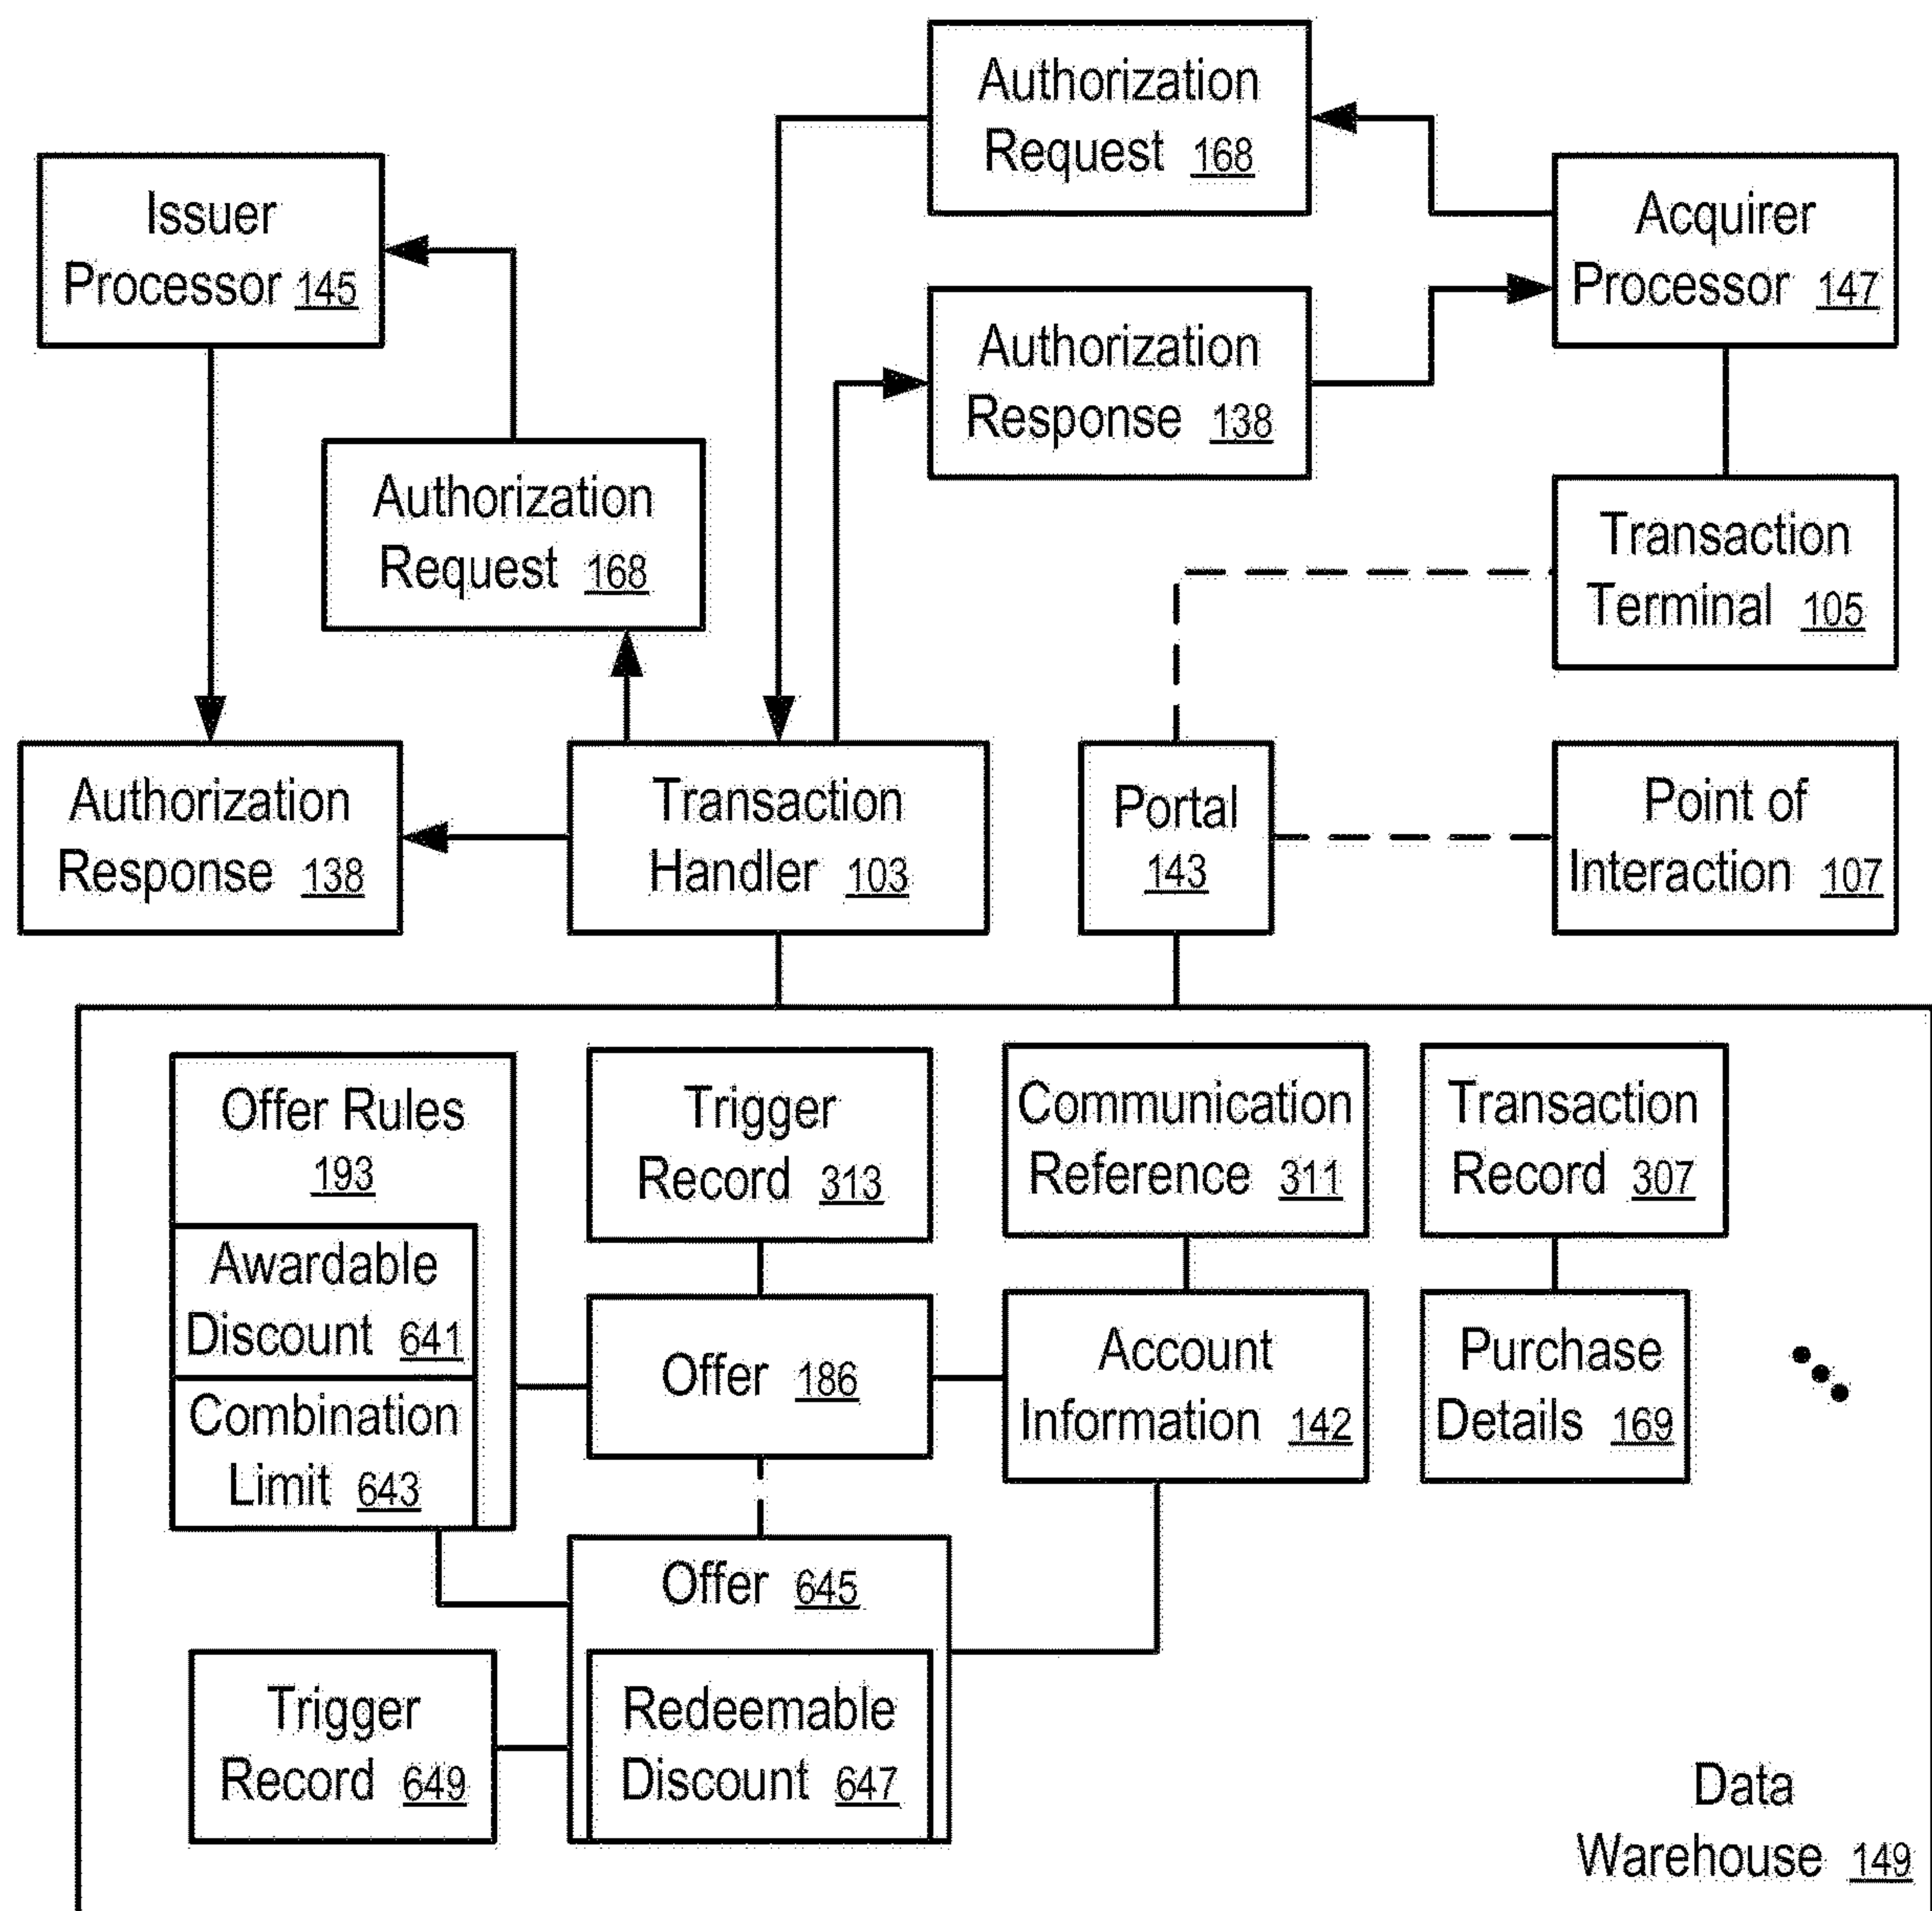 Authorization
Request 168
Issuer
Processor 145
Acquirer
Processor 147
Authorization
Response 138
Authorization
Request 168
Transaction
Terminal 105
Authorization
Response 138
Transaction
Handler 103
Portal
143
Point of
Interaction 107
Offer Rules
193
Trigger
Record 313
Communication
Reference 311
Transaction
Record 307
Awardable
Discount 641
Combination
Limit 643
Offer 186
Account
Information 142
Purchase
Details 169
Offer 645
Trigger
Record 649
Redeemable
Discount 647
Data
Warehouse 149